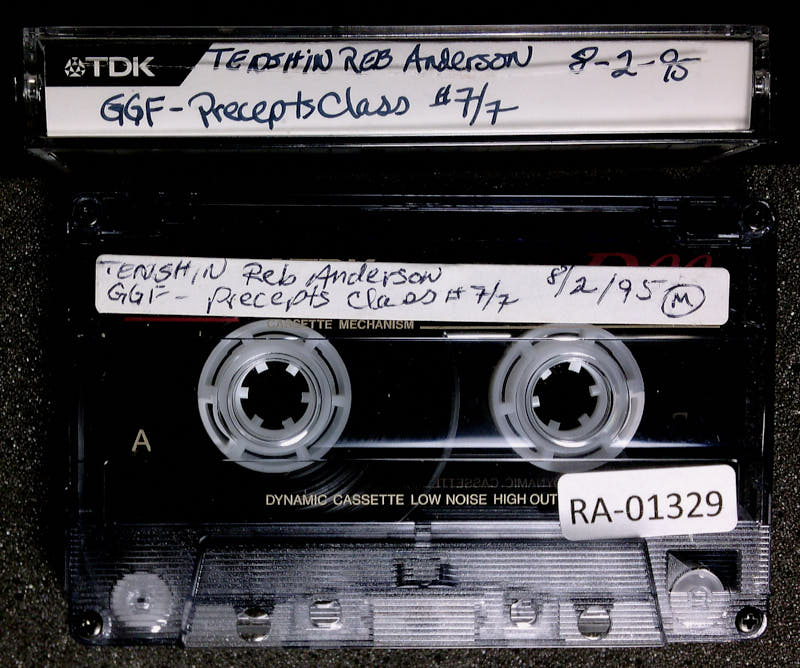 TDK TENSHIN REB Anderson 8-2-95
GGF-Precepts Class #7/7
TENSHIN Reb Anderson 8/2/95 M
GGF- Precepts Class #7/7
CASSETTE MECHANISM
A
DYNAMIC CASSETTE LOW NOISE HIGH OUT
RA-01329